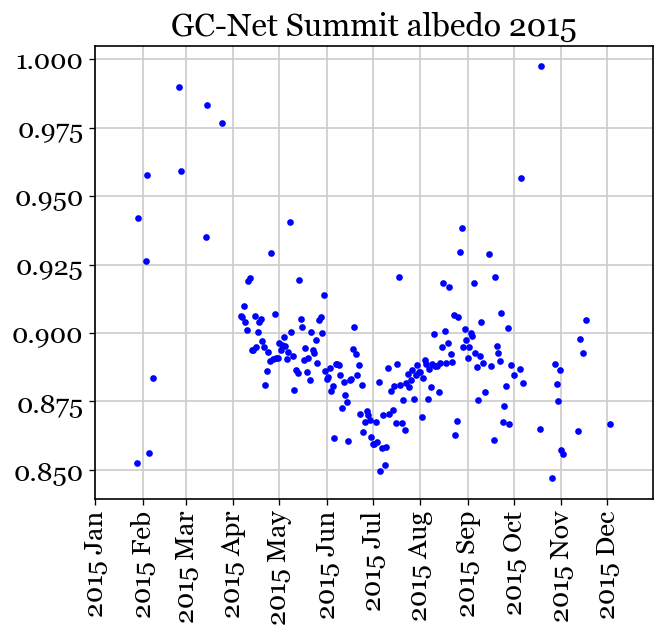 GC-Net Summit albedo 2015
1.000
0.975
0.950
0.925
0.900
0.875
0.850
2015 Jan
2015 Feb
2015 Mar
2015 Apr
2015 May
2015 Jun
2015 Jul
2015 Aug
2015 Sep
2015 Oct
2015 Nov
2015 Dec